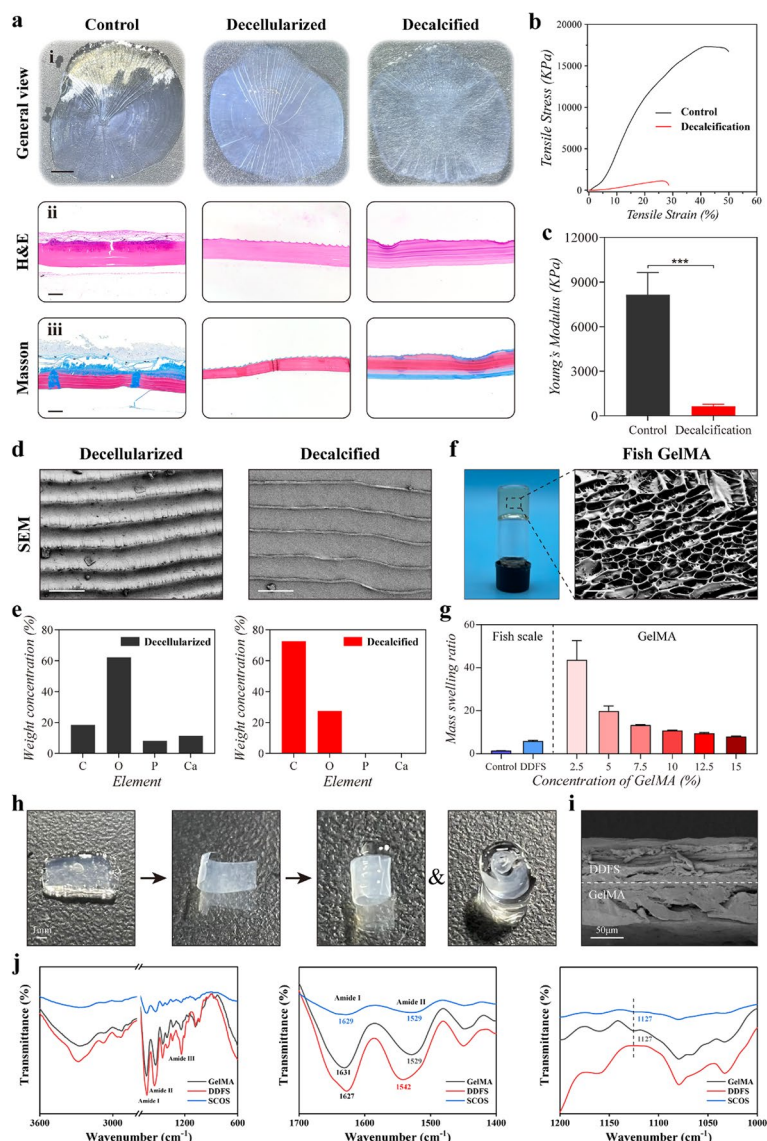 a
Control
Decellularized
Decalcified
General view
i
H&E
ii
Masson
iii
b
Tensile Stress (KPa)
20000
15000
10000
5000
0
Control
Decalcification
0 10 20 30 40 50 60
Tensile Strain (%)
c
Young's Modulus (KPa)
12000
9000
6000
3000
0
***
Control Decalcification
d
Decellularized
Decalcified
SEM
f
Fish GelMA
e
Weight concentration (%)
80
60
40
20
0
Decellularized
C O P Ca
Element
Weight concentration (%)
80
60
40
20
0
Decalcified
C O P Ca
Element
g
Mass swelling ratio
60
40
20
0
Fish scale
GelMA
Control DDFS 2.5 5 7.5 10 12.5 15
Concentration of GelMA (%)
h
1mm
&
i
DDFS
GelMA
50μm
j
Transmittance (%)
Amide III
Amide II
Amide I
GelMA
DDFS
SCOS
3600 3000 1200 600
Wavenumber (cm⁻¹)
Transmittance (%)
Amide I
Amide II
1629
1529
1529
1631
1627
1542
GelMA
DDFS
SCOS
1700 1600 1500 1400
Wavenumber (cm⁻¹)
Transmittance (%)
1127
1127
GelMA
DDFS
SCOS
1200 1150 1100 1050 1000
Wavenumber (cm⁻¹)